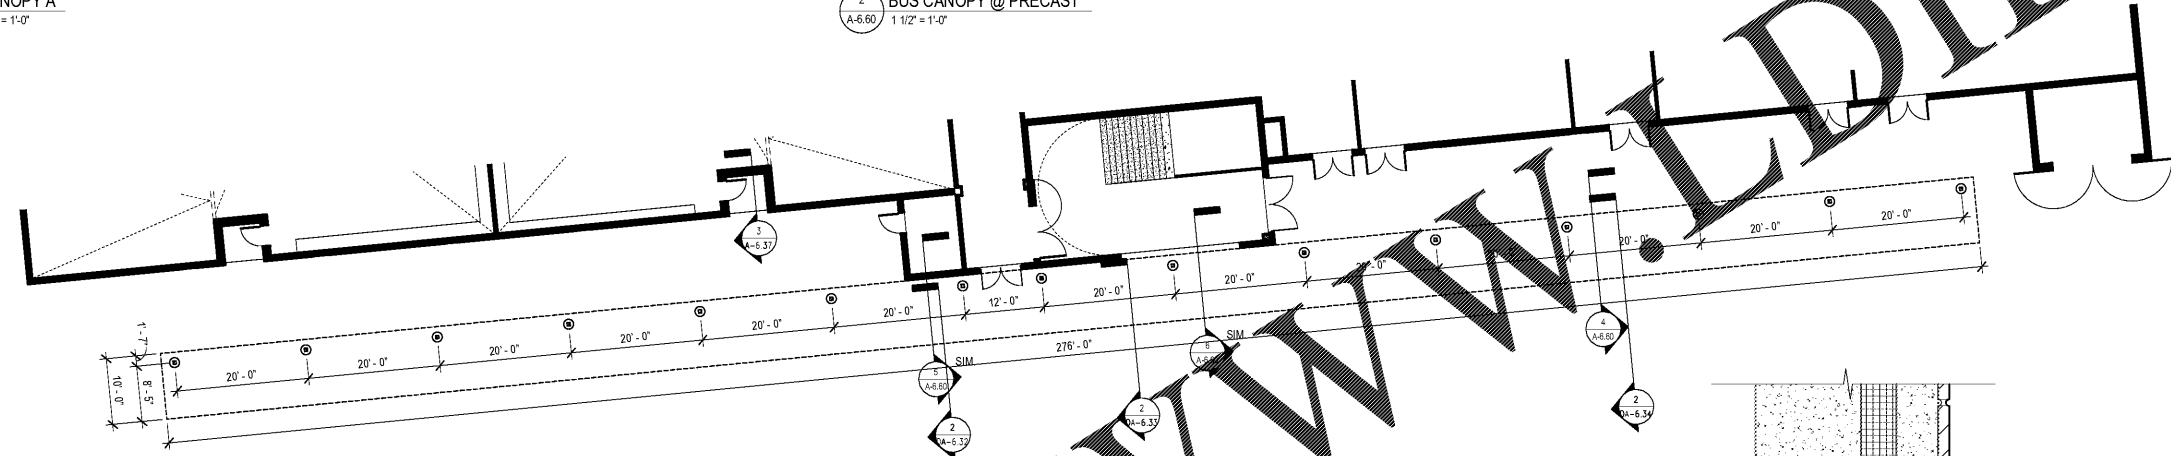 NOPY A
= 1'-0"
2
A-6.60
BUS CANOPY @ PRECAST
1 1/2" = 1'-0"
WWW.LD
3
A-6.37
1' - 7"
10' - 0"
8' - 5"
20' - 0"
20' - 0"
20' - 0"
20' - 0"
20' - 0"
20' - 0"
12' - 0"
20' - 0"
20' - 0"
20' - 0"
20' - 0"
20' - 0"
276' - 0"
SIM
5
A-6.60
2
DA-6.32
2
DA-6.33
SIM
6
4
A-6.60
2
DA-6.34